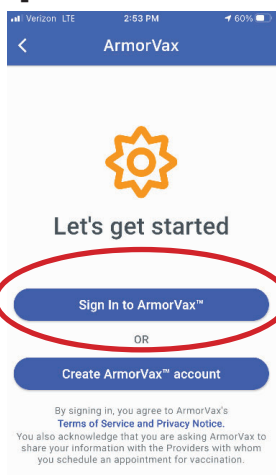 Verizon LTE 2:53 PM 60%
ArmorVax
Let's get started
Sign In to ArmorVax™
OR
Create ArmorVax™ account
By signing in, you agree to ArmorVax's
Terms of Service and Privacy Notice.
You also acknowledge that you are asking ArmorVax to
share your information with the Providers with whom
you schedule an appointment for vaccination.